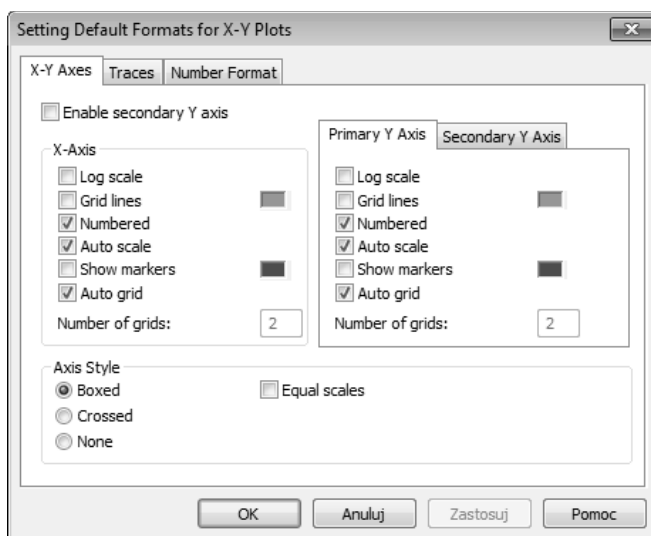 Setting Default Formats for X-Y Plots
X-Y Axes Traces Number Format
Enable secondary Y axis
X-Axis
Log scale
Grid lines
Numbered
Auto scale
Show markers
Auto grid
Number of grids: 2
Primary Y Axis Secondary Y Axis
Log scale
Grid lines
Numbered
Auto scale
Show markers
Auto grid
Number of grids: 2
Axis Style
Boxed Equal scales
Crossed
None
OK Anuluj Zastosuj Pomoc